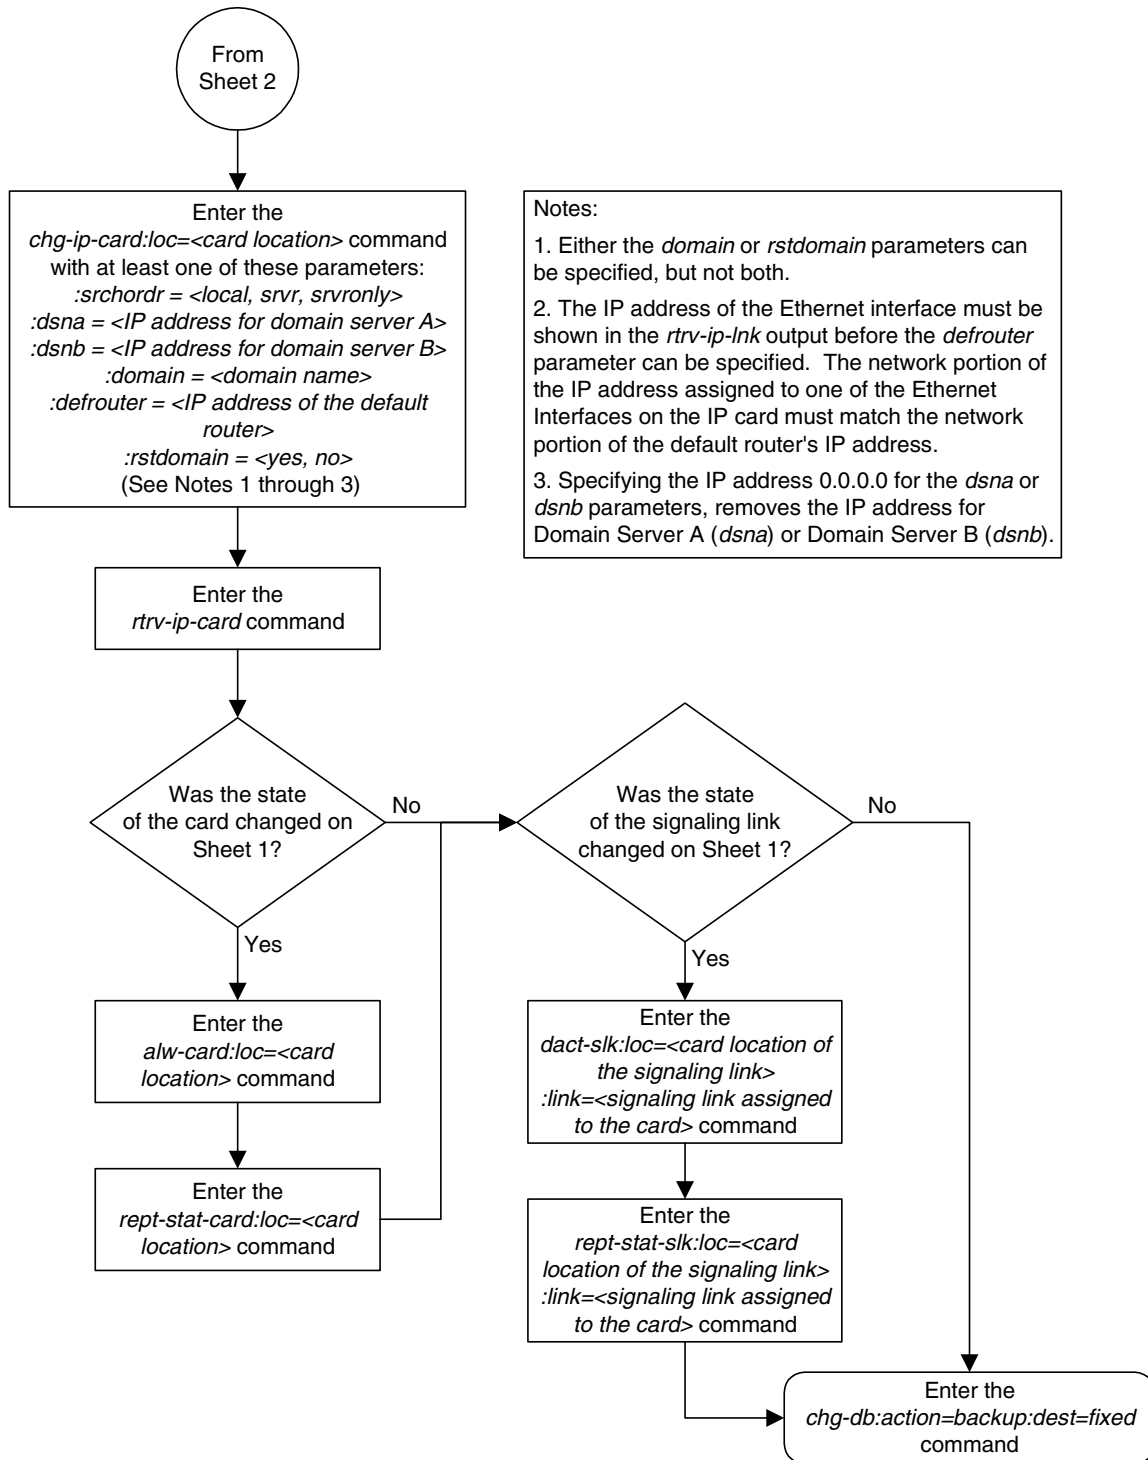 From
Sheet 2
Enter the
chg-ip-card:loc=<card location> command
with at least one of these parameters:
:srchordr = <local, srvr, srvronly>
:dsna = <IP address for domain server A>
:dsnb = <IP address for domain server B>
:domain = <domain name>
:defrouter = <IP address of the default
router>
:rstdomain = <yes, no>
(See Notes 1 through 3)
Notes:
1. Either the domain or rstdomain parameters can
be specified, but not both.
2. The IP address of the Ethernet interface must be
shown in the rtrv-ip-lnk output before the defrouter
parameter can be specified. The network portion of
the IP address assigned to one of the Ethernet
Interfaces on the IP card must match the network
portion of the default router's IP address.
3. Specifying the IP address 0.0.0.0 for the dsna or
dsnb parameters, removes the IP address for
Domain Server A (dsna) or Domain Server B (dsnb).
Enter the
rtrv-ip-card command
Was the state
of the card changed on
Sheet 1?
No
Yes
Enter the
alw-card:loc=<card
location> command
Enter the
rept-stat-card:loc=<card
location> command
Was the state
of the signaling link
changed on Sheet 1?
No
Yes
Enter the
dact-slk:loc=<card location of
the signaling link>
:link=<signaling link assigned
to the card> command
Enter the
rept-stat-slk:loc=<card
location of the signaling link>
:link=<signaling link assigned
to the card> command
Enter the
chg-db:action=backup:dest=fixed
command